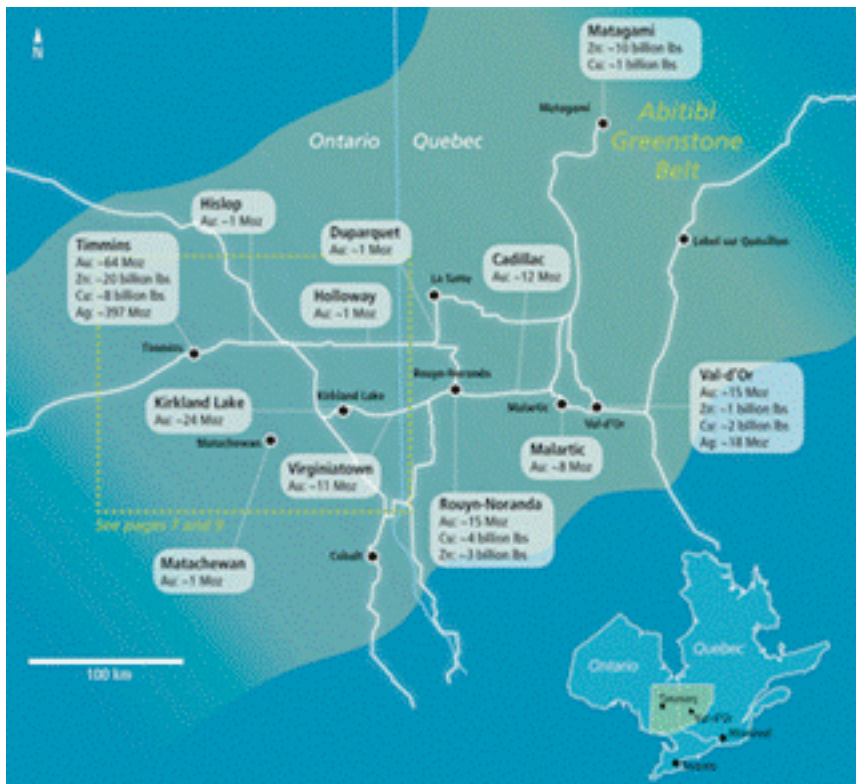 N
Matagami
Zn: ~10 billion lbs
Cu: ~1 billion lbs
Matagami
Abitibi
Greenstone
Belt
Ontario
Quebec
Hislop
Au: ~1 Moz
Timmins
Au: ~64 Moz
Zn: ~20 billion lbs
Cu: ~8 billion lbs
Ag: ~397 Moz
Duparquet
Au: ~1 Moz
Cadillac
Au: ~12 Moz
Lebel sur Quévillon
La Sarre
Holloway
Au: ~1 Moz
Timmins
Rouyn-Noranda
Kirkland Lake
Au: ~24 Moz
Kirkland Lake
Malartic
Val-d'Or
Val-d'Or
Au: ~15 Moz
Zn: ~1 billion lbs
Cu: ~2 billion lbs
Ag: ~18 Moz
Matachewan
Virginiatown
Au: ~11 Moz
Malartic
Au: ~8 Moz
Rouyn-Noranda
Au: ~15 Moz
Cu: ~4 billion lbs
Zn: ~3 billion lbs
See pages 7 and 9
Matachewan
Au: ~1 Moz
Cobalt
100 km
Ontario
Quebec
Timmins
Val-d'Or
Montreal
Toronto